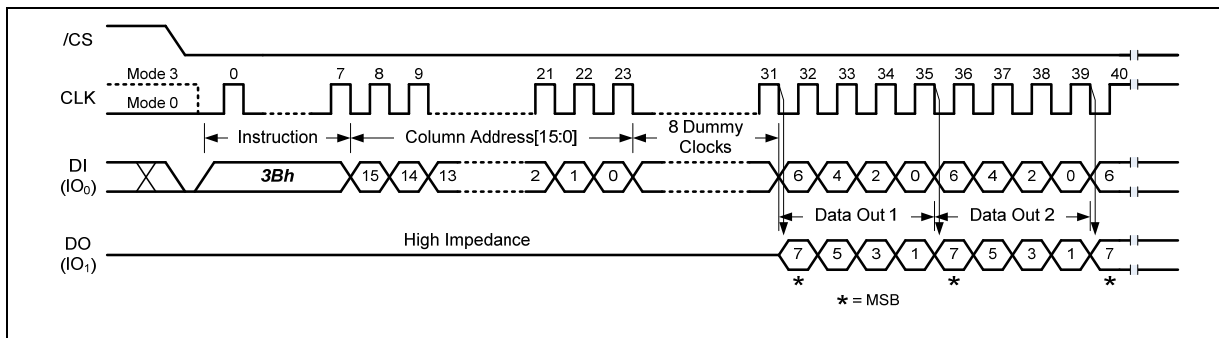 /CS
Mode 3 0 7 8 9 21 22 23 31 32 33 34 35 36 37 38 39 40
CLK
Mode 0
Instruction Column Address[15:0] 8 Dummy Clocks
DI (IO₀) 3Bh 15 14 13 2 1 0 6 4 2 0 6 4 2 0 6
Data Out 1 Data Out 2
High Impedance
DO (IO₁) 7 5 3 1 7 5 3 1 7
* * *
* = MSB